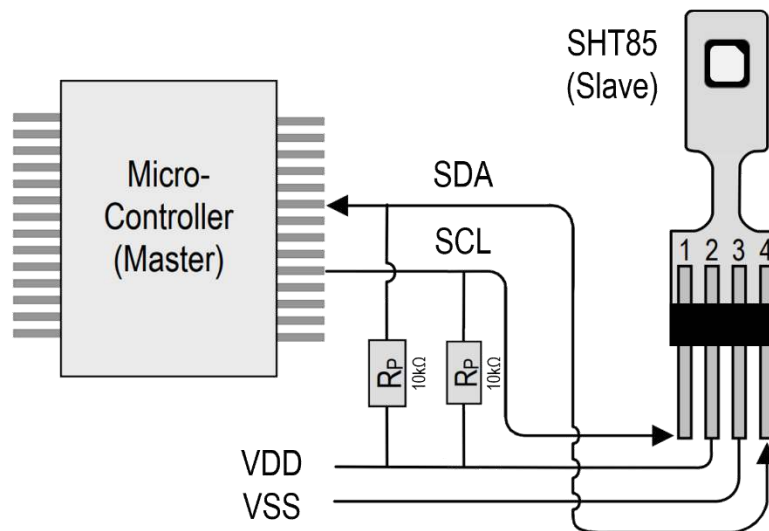 SHT85
(Slave)
Micro-
Controller
(Master)
SDA
SCL
1 2 3 4
RP 10kΩ
RP 10kΩ
VDD
VSS